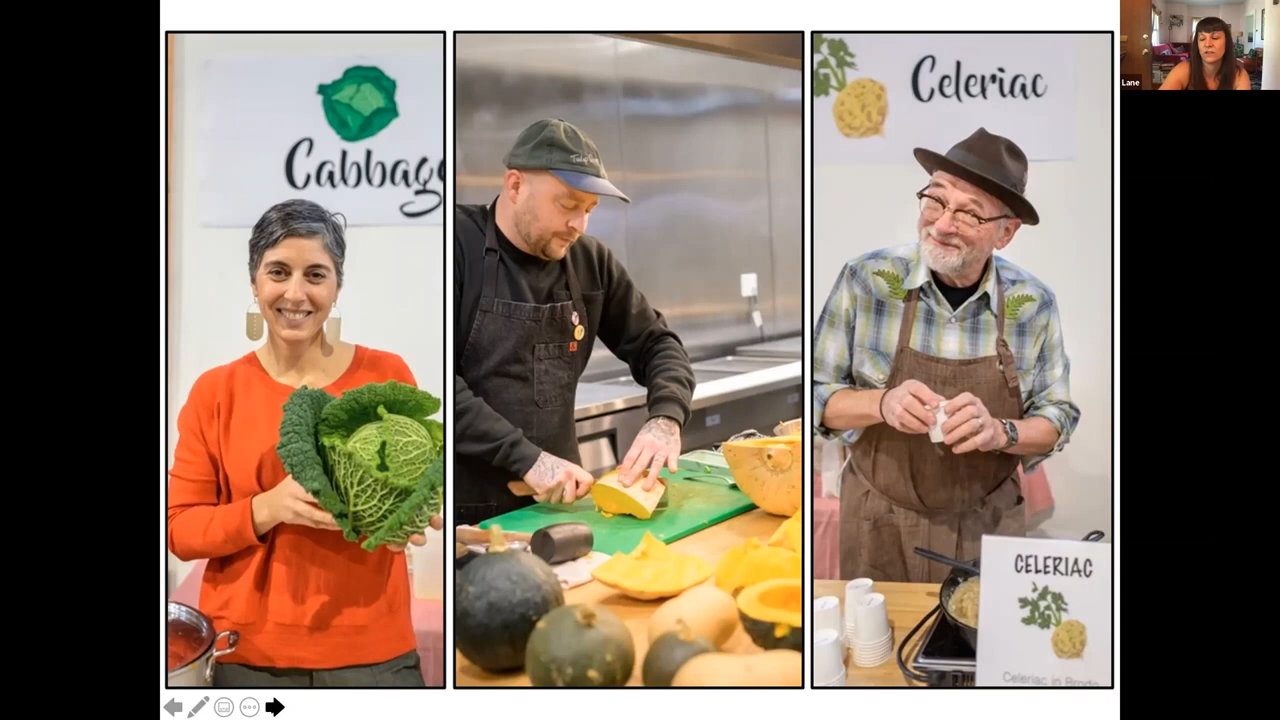 Cabbag
Celeriac
CELERIAC
Celeriac in Brodo
Lane